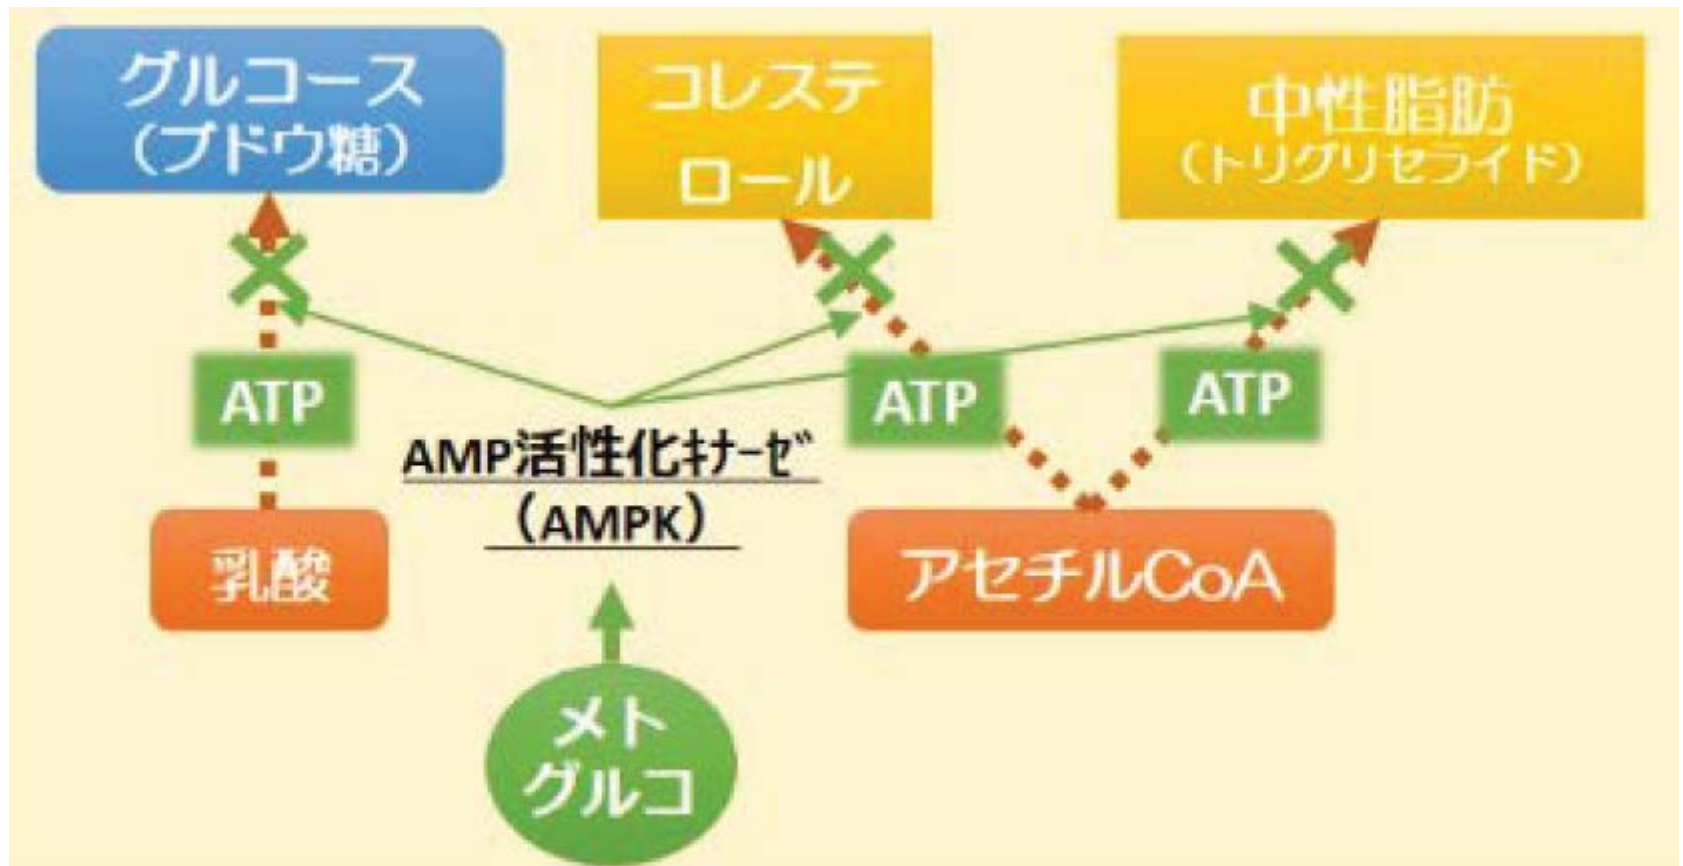 グルコース
（ブドウ糖）
コレステ
ロール
中性脂肪
（トリグリセライド）
ATP
ATP
ATP
AMP活性化ｷﾅｰｾﾞ
（AMPK）
乳酸
アセチルCoA
メト
グルコ